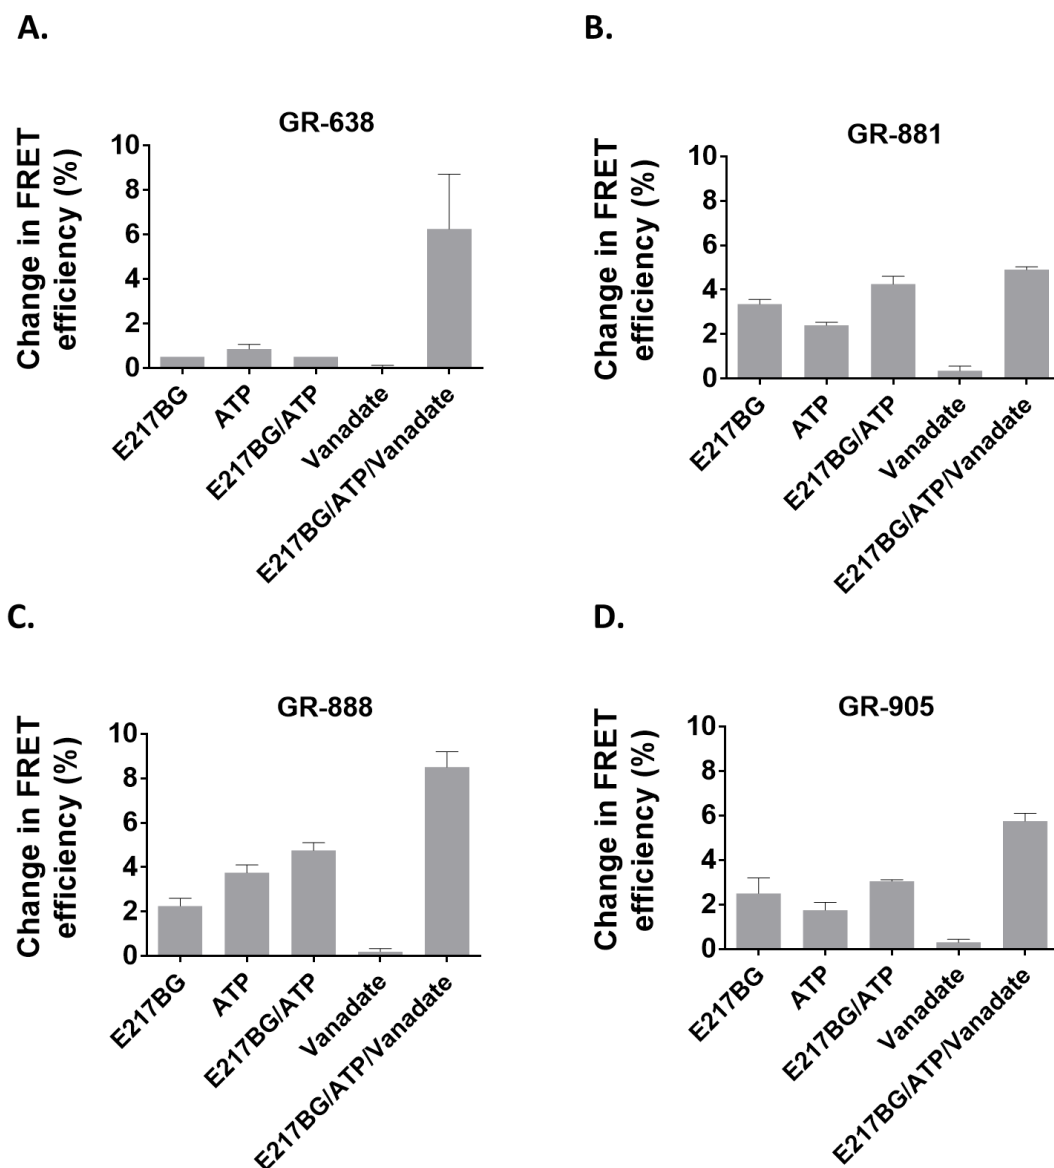 A.
GR-638
Change in FRET
efficiency (%)
10
8
6
4
2
0
E217BG
ATP
E217BG/ATP
Vanadate
E217BG/ATP/Vanadate
B.
GR-881
Change in FRET
efficiency (%)
10
8
6
4
2
0
E217BG
ATP
E217BG/ATP
Vanadate
E217BG/ATP/Vanadate
C.
GR-888
Change in FRET
efficiency (%)
10
8
6
4
2
0
E217BG
ATP
E217BG/ATP
Vanadate
E217BG/ATP/Vanadate
D.
GR-905
Change in FRET
efficiency (%)
10
8
6
4
2
0
E217BG
ATP
E217BG/ATP
Vanadate
E217BG/ATP/Vanadate